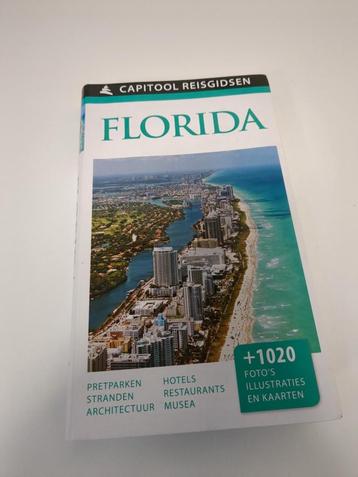 CAPITOOL REISGIDSEN
FLORIDA
PRETPARKEN
STRANDEN
ARCHITECTUUR
HOTELS
RESTAURANTS
MUSEA
+1020
FOTO'S
ILLUSTRATIES
EN KAARTEN